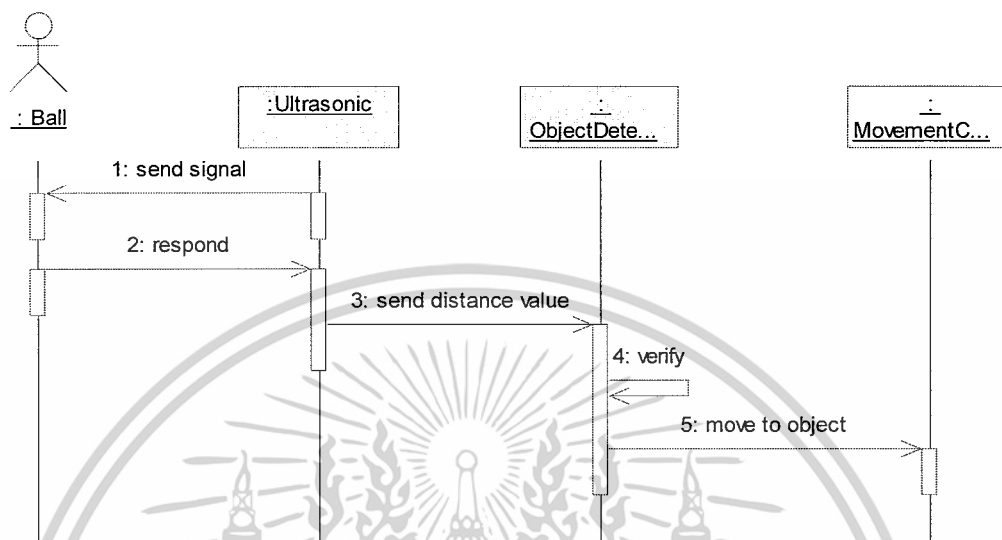 : Ball
:Ultrasonic
:
ObjectDete...
:
MovementC...
1: send signal
2: respond
3: send distance value
4: verify
5: move to object